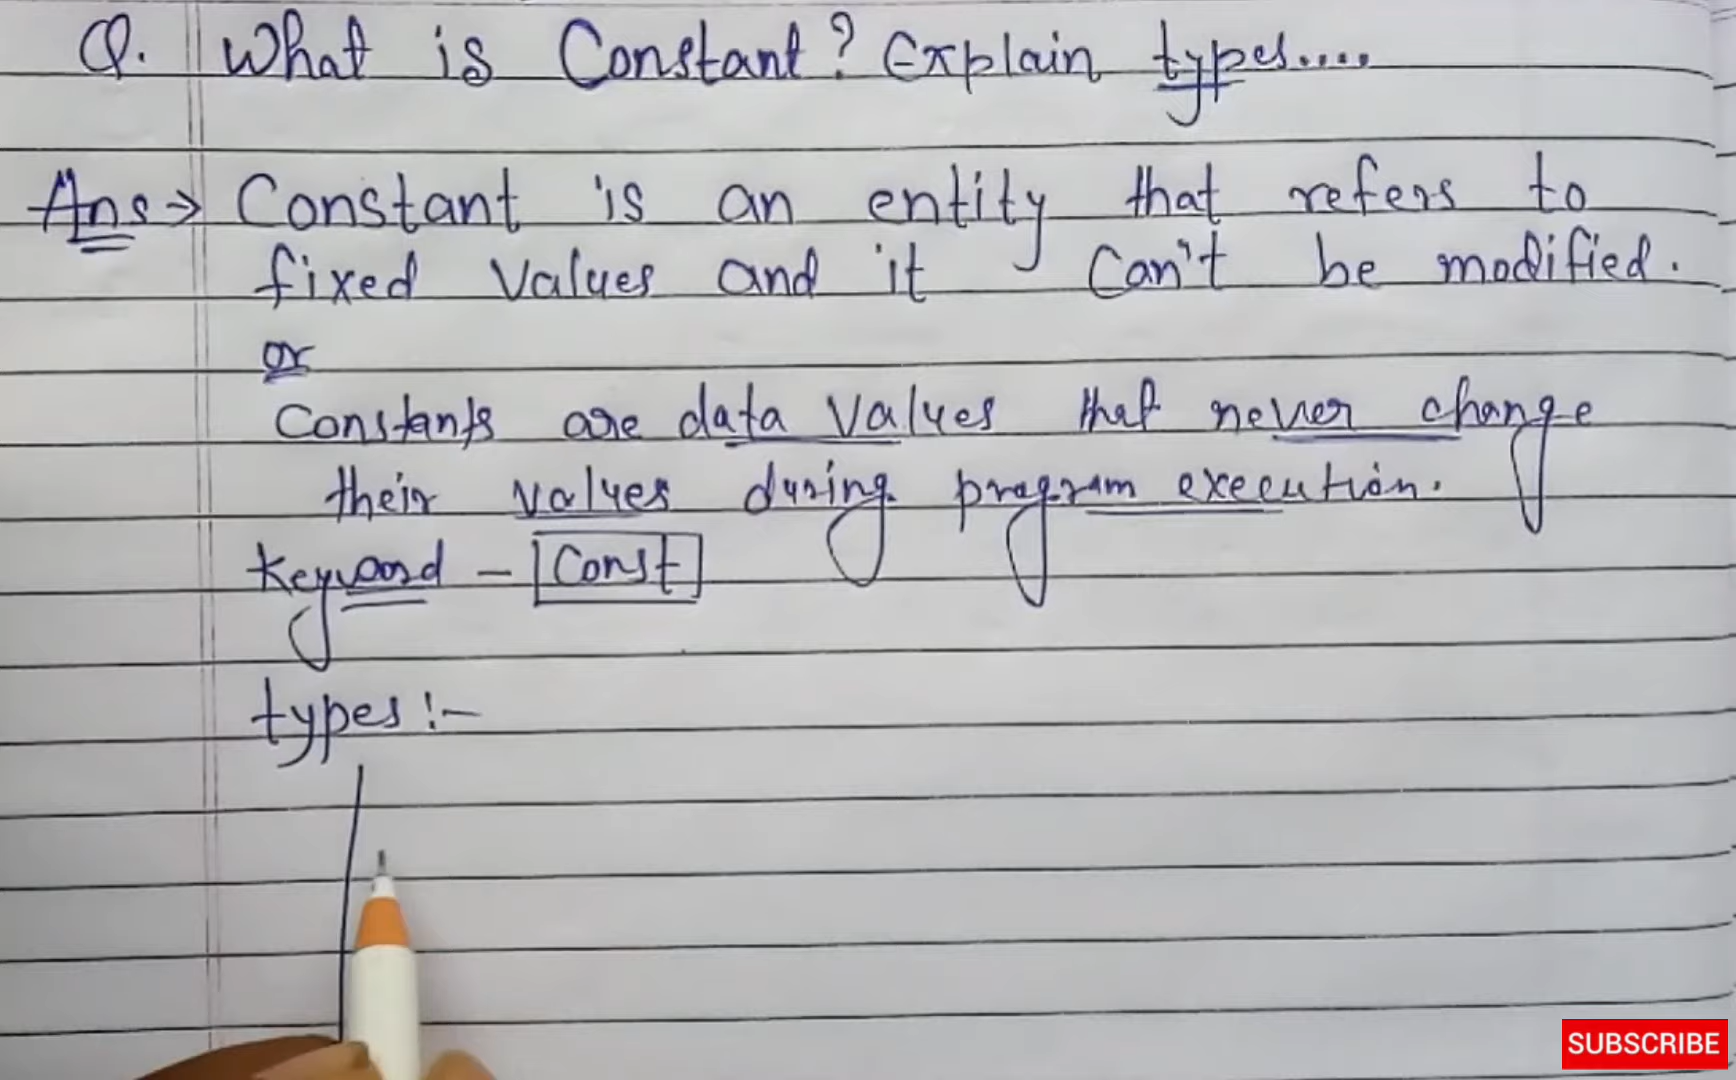 Q. What is Constant? Explain types....
Ans → Constant is an entity that refers to
fixed values and it can't be modified.
or
Constants are data values that never change
their values during program execution.
keyword - Const
types :-
SUBSCRIBE